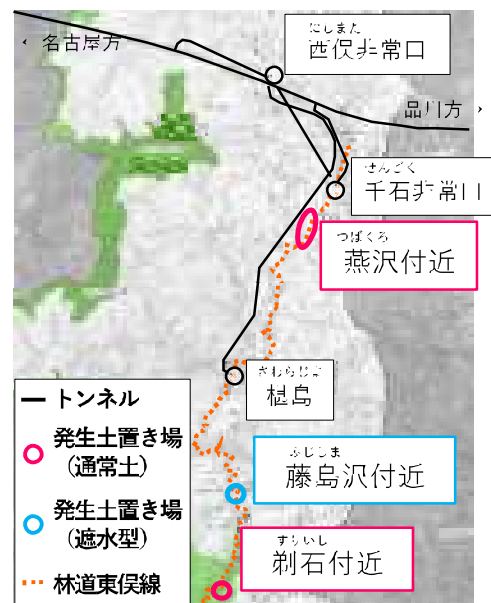 にしまた
西俣非常口
‹ 名古屋方
品川方 ›
せんごく
千石非常口
つばくろ
燕沢付近
さわらじま
椹島
トンネル
発生土置き場
(通常土)
発生土置き場
(遮水型)
林道東俣線
ふじしま
藤島沢付近
すりいし
剃石付近